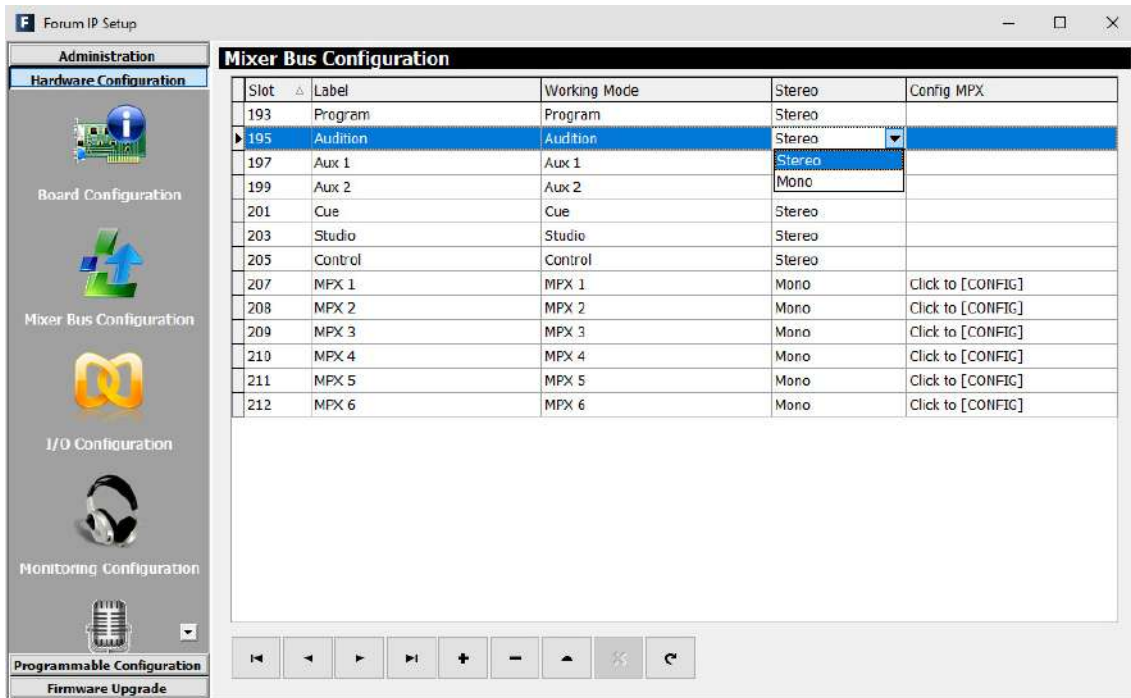 Forum IP Setup
Administration
Hardware Configuration
Board Configuration
Mixer Bus Configuration
I/O Configuration
Monitoring Configuration
Programmable Configuration
Firmware Upgrade
Mixer Bus Configuration
Slot Label Working Mode Stereo Config MPX
193 Program Program Stereo
195 Audition Audition Stereo
197 Aux 1 Aux 1 Stereo
199 Aux 2 Aux 2 Mono
201 Cue Cue Stereo
203 Studio Studio Stereo
205 Control Control Stereo
207 MPX 1 MPX 1 Mono Click to [CONFIG]
208 MPX 2 MPX 2 Mono Click to [CONFIG]
209 MPX 3 MPX 3 Mono Click to [CONFIG]
210 MPX 4 MPX 4 Mono Click to [CONFIG]
211 MPX 5 MPX 5 Mono Click to [CONFIG]
212 MPX 6 MPX 6 Mono Click to [CONFIG]